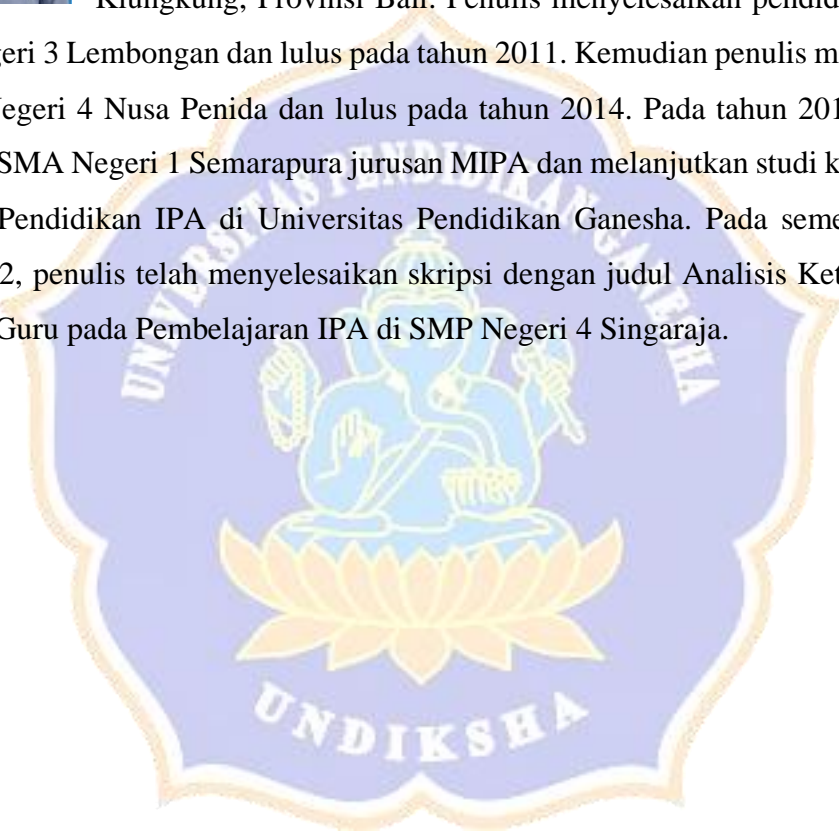 Klungkung, Provinsi Bali. Penulis menyelesaikan pendid
geri 3 Lembongan dan lulus pada tahun 2011. Kemudian penulis m
Negeri 4 Nusa Penida dan lulus pada tahun 2014. Pada tahun 201
SMA Negeri 1 Semarapura jurusan MIPA dan melanjutkan studi k
Pendidikan IPA di Universitas Pendidikan Ganesha. Pada seme
2, penulis telah menyelesaikan skripsi dengan judul Analisis Ket
Guru pada Pembelajaran IPA di SMP Negeri 4 Singaraja.
UNIVERSITAS PENDIDIKAN GANESHA
UNDIKSHA